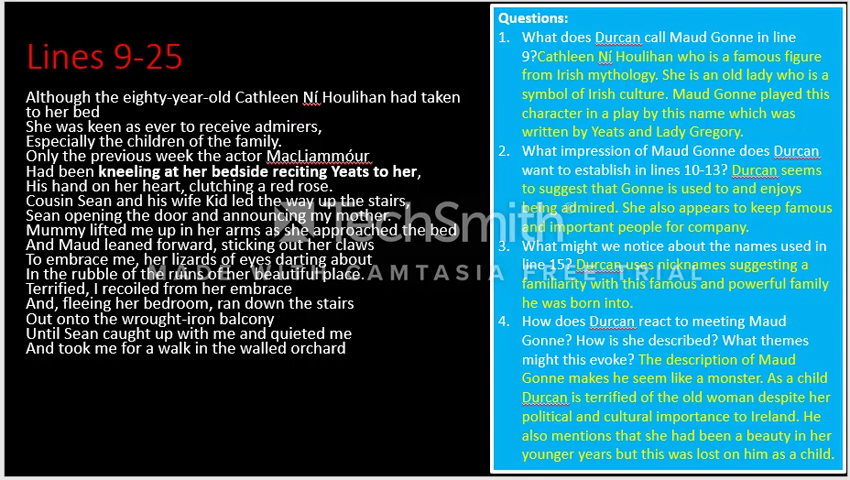 Lines 9-25
Although the eighty-year-old Cathleen Ní Houlihan had taken
to her bed
She was keen as ever to receive admirers,
Especially the children of the family.
Only the previous week the actor MacLiammóur
Had been kneeling at her bedside reciting Yeats to her,
His hand on her heart, clutching a red rose.
Cousin Sean and his wife Kid led the way up the stairs,
Sean opening the door and announcing my mother.
Mummy lifted me up in her arms as she approached the bed
And Maud leaned forward, sticking out her claws
To embrace me, her lizards of eyes darting about
In the rubble of the ruins of her beautiful place.
Terrified, I recoiled from her embrace
And, fleeing her bedroom, ran down the stairs
Out onto the wrought-iron balcony
Until Sean caught up with me and quieted me
And took me for a walk in the walled orchard
Questions:
1. What does Durcan call Maud Gonne in line
9?Cathleen Ní Houlihan who is a famous figure
from Irish mythology. She is an old lady who is a
symbol of Irish culture. Maud Gonne played this
character in a play by this name which was
written by Yeats and Lady Gregory.
2. What impression of Maud Gonne does Durcan
want to establish in lines 10-13? Durcan seems
to suggest that Gonne is used to and enjoys
being admired. She also appears to keep famous
and important people for company.
3. What might we notice about the names used in
line 15? Durcan uses nicknames suggesting a
familiarity with this famous and powerful family
he was born into.
4. How does Durcan react to meeting Maud
Gonne? How is she described? What themes
might this evoke? The description of Maud
Gonne makes he seem like a monster. As a child
Durcan is terrified of the old woman despite her
political and cultural importance to Ireland. He
also mentions that she had been a beauty in her
younger years but this was lost on him as a child.
TechSmith
MADE WITH CAMTASIA FREE TRIAL